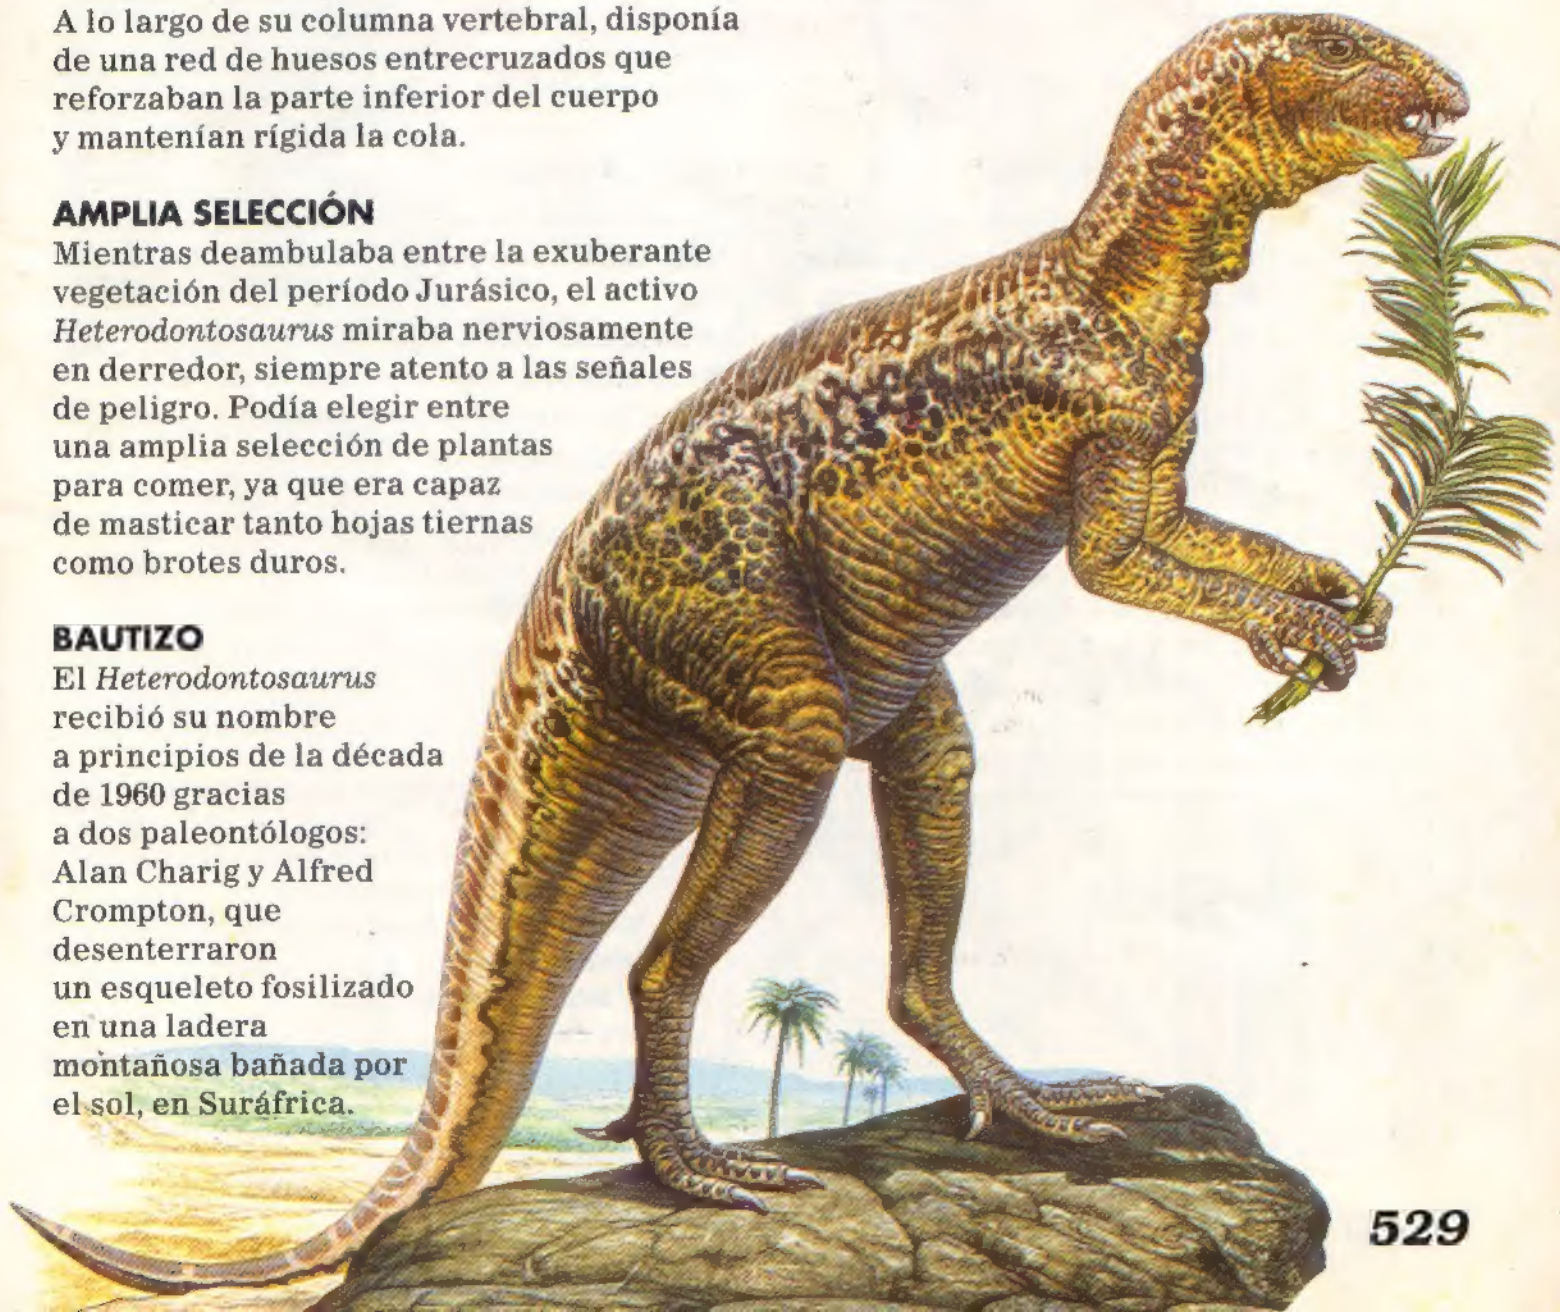 A lo largo de su columna vertebral, disponía
de una red de huesos entrecruzados que
reforzaban la parte inferior del cuerpo
y mantenían rígida la cola.
AMPLIA SELECCIÓN
Mientras deambulaba entre la exuberante
vegetación del período Jurásico, el activo
Heterodontosaurus miraba nerviosamente
en derredor, siempre atento a las señales
de peligro. Podía elegir entre
una amplia selección de plantas
para comer, ya que era capaz
de masticar tanto hojas tiernas
como brotes duros.
BAUTIZO
El Heterodontosaurus
recibió su nombre
a principios de la década
de 1960 gracias
a dos paleontólogos:
Alan Charig y Alfred
Crompton, que
desenterraron
un esqueleto fosilizado
en una ladera
montañosa bañada por
el sol, en Suráfrica.
529